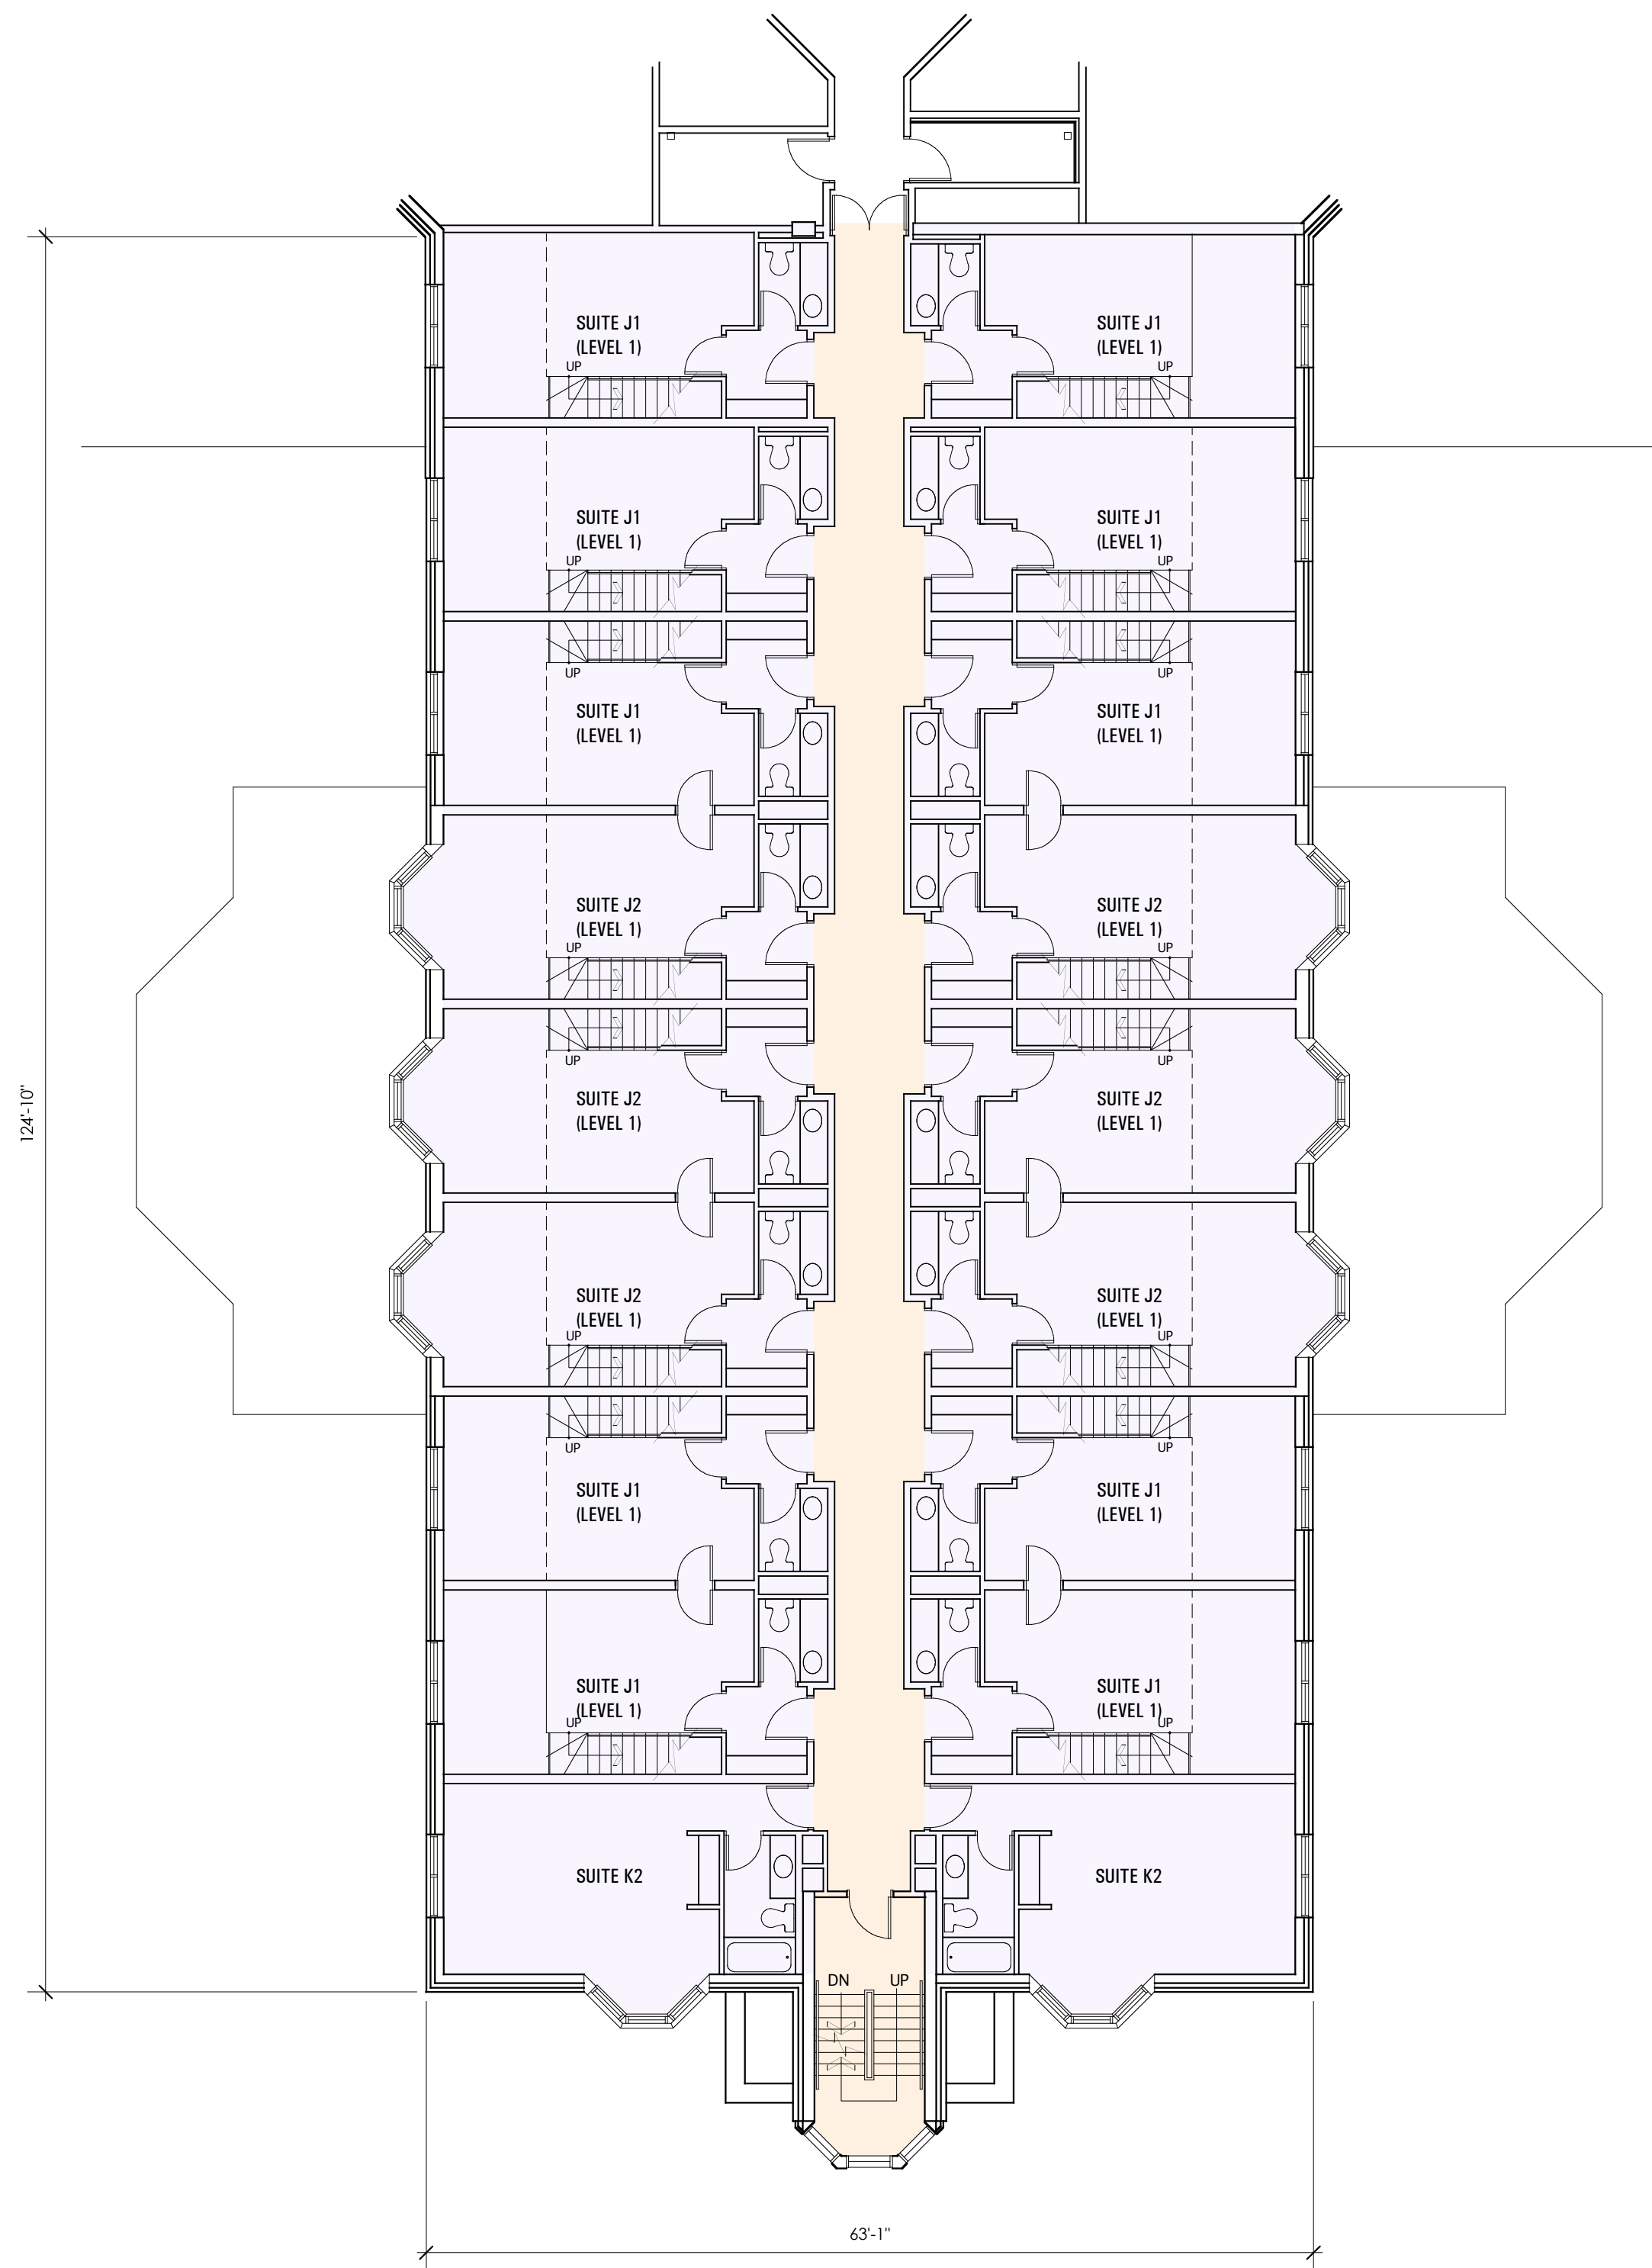 SUITE J1
(LEVEL 1)
UP
SUITE J1
(LEVEL 1)
UP
SUITE J1
(LEVEL 1)
UP
SUITE J1
(LEVEL 1)
UP
UP
SUITE J1
(LEVEL 1)
UP
SUITE J1
(LEVEL 1)
SUITE J2
(LEVEL 1)
UP
SUITE J2
(LEVEL 1)
UP
UP
SUITE J2
(LEVEL 1)
UP
SUITE J2
(LEVEL 1)
124'-10"
SUITE J2
(LEVEL 1)
UP
SUITE J2
(LEVEL 1)
UP
UP
SUITE J1
(LEVEL 1)
UP
SUITE J1
(LEVEL 1)
SUITE J1
(LEVEL 1)
UP
SUITE J1
(LEVEL 1)
UP
SUITE K2
SUITE K2
DN
UP
63'-1"